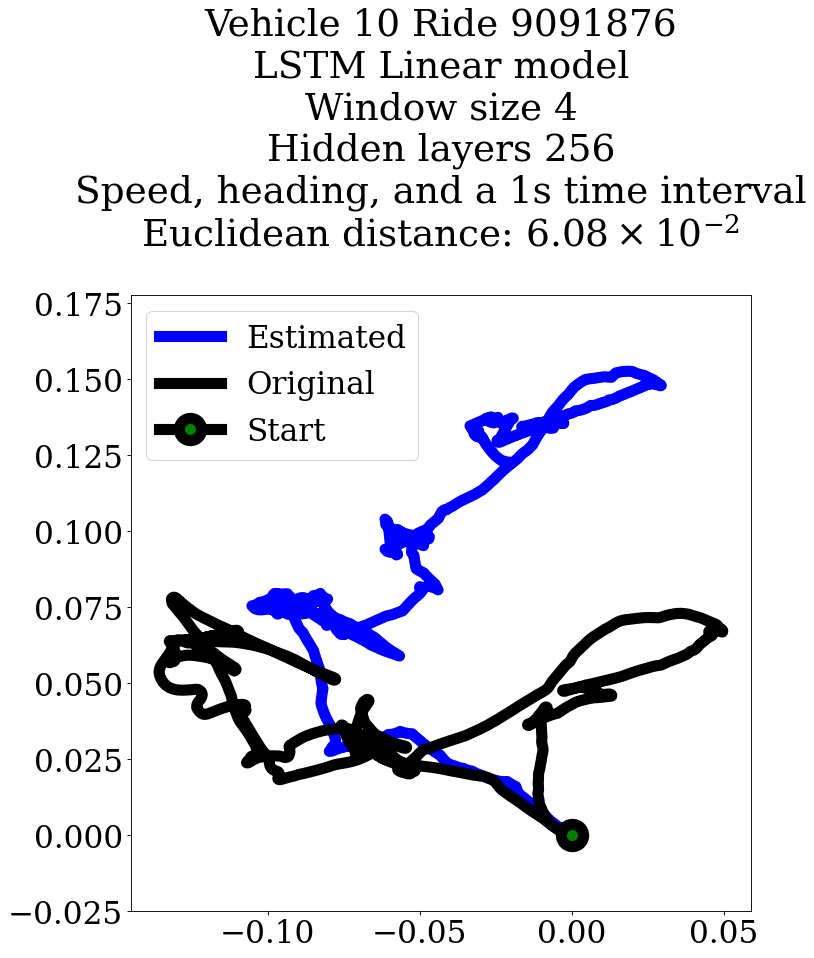 Vehicle 10 Ride 9091876
LSTM Linear model
Window size 4
Hidden layers 256
Speed, heading, and a 1s time interval
Euclidean distance: 6.08 × 10⁻²
0.175
0.150
0.125
0.100
0.075
0.050
0.025
0.000
−0.025
Estimated
Original
Start
−0.10
−0.05
0.00
0.05